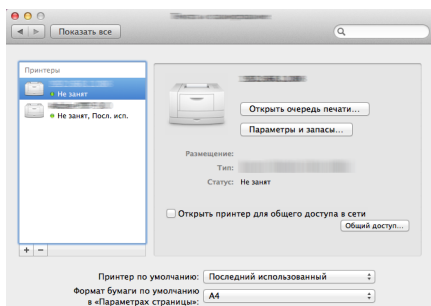 Показать все
Принтеры
Не занят
Не занят, Посл. исп.
Открыть очередь печати...
Параметры и запасы...
Размещение:
Тип:
Статус: Не занят
Открыть принтер для общего доступа в сети
Общий доступ...
+ −
Принтер по умолчанию: Последний использованный
Формат бумаги по умолчанию
в «Параметрах страницы»: A4